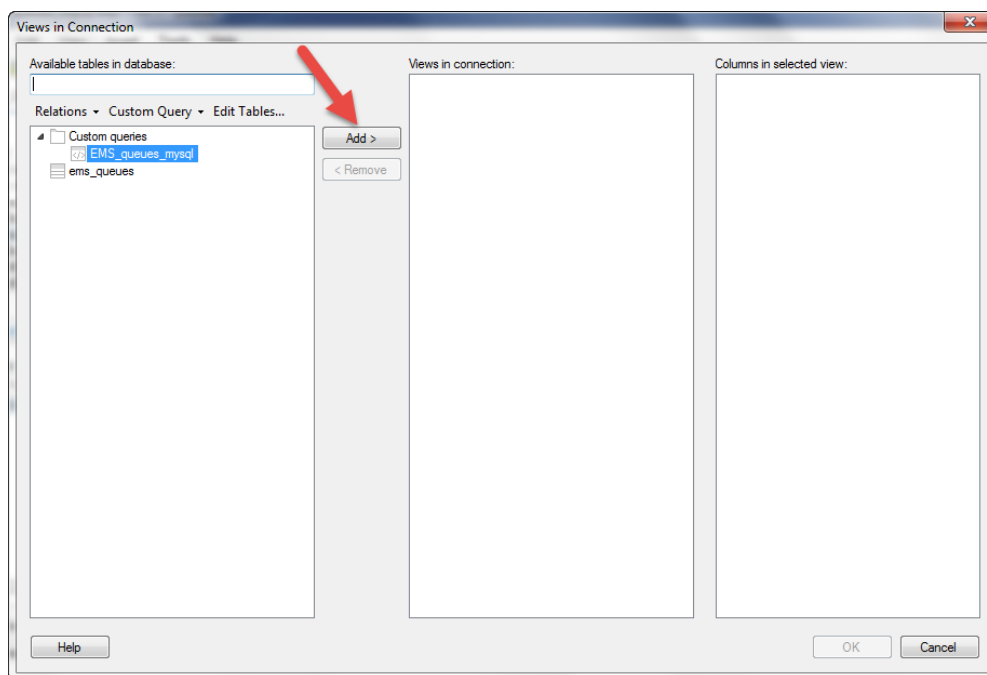 Views in Connection
Available tables in database:
Views in connection:
Columns in selected view:
Relations
Custom Query
Edit Tables...
Custom queries
EMS_queues_mysql
ems_queues
Add >
< Remove
Help
OK
Cancel